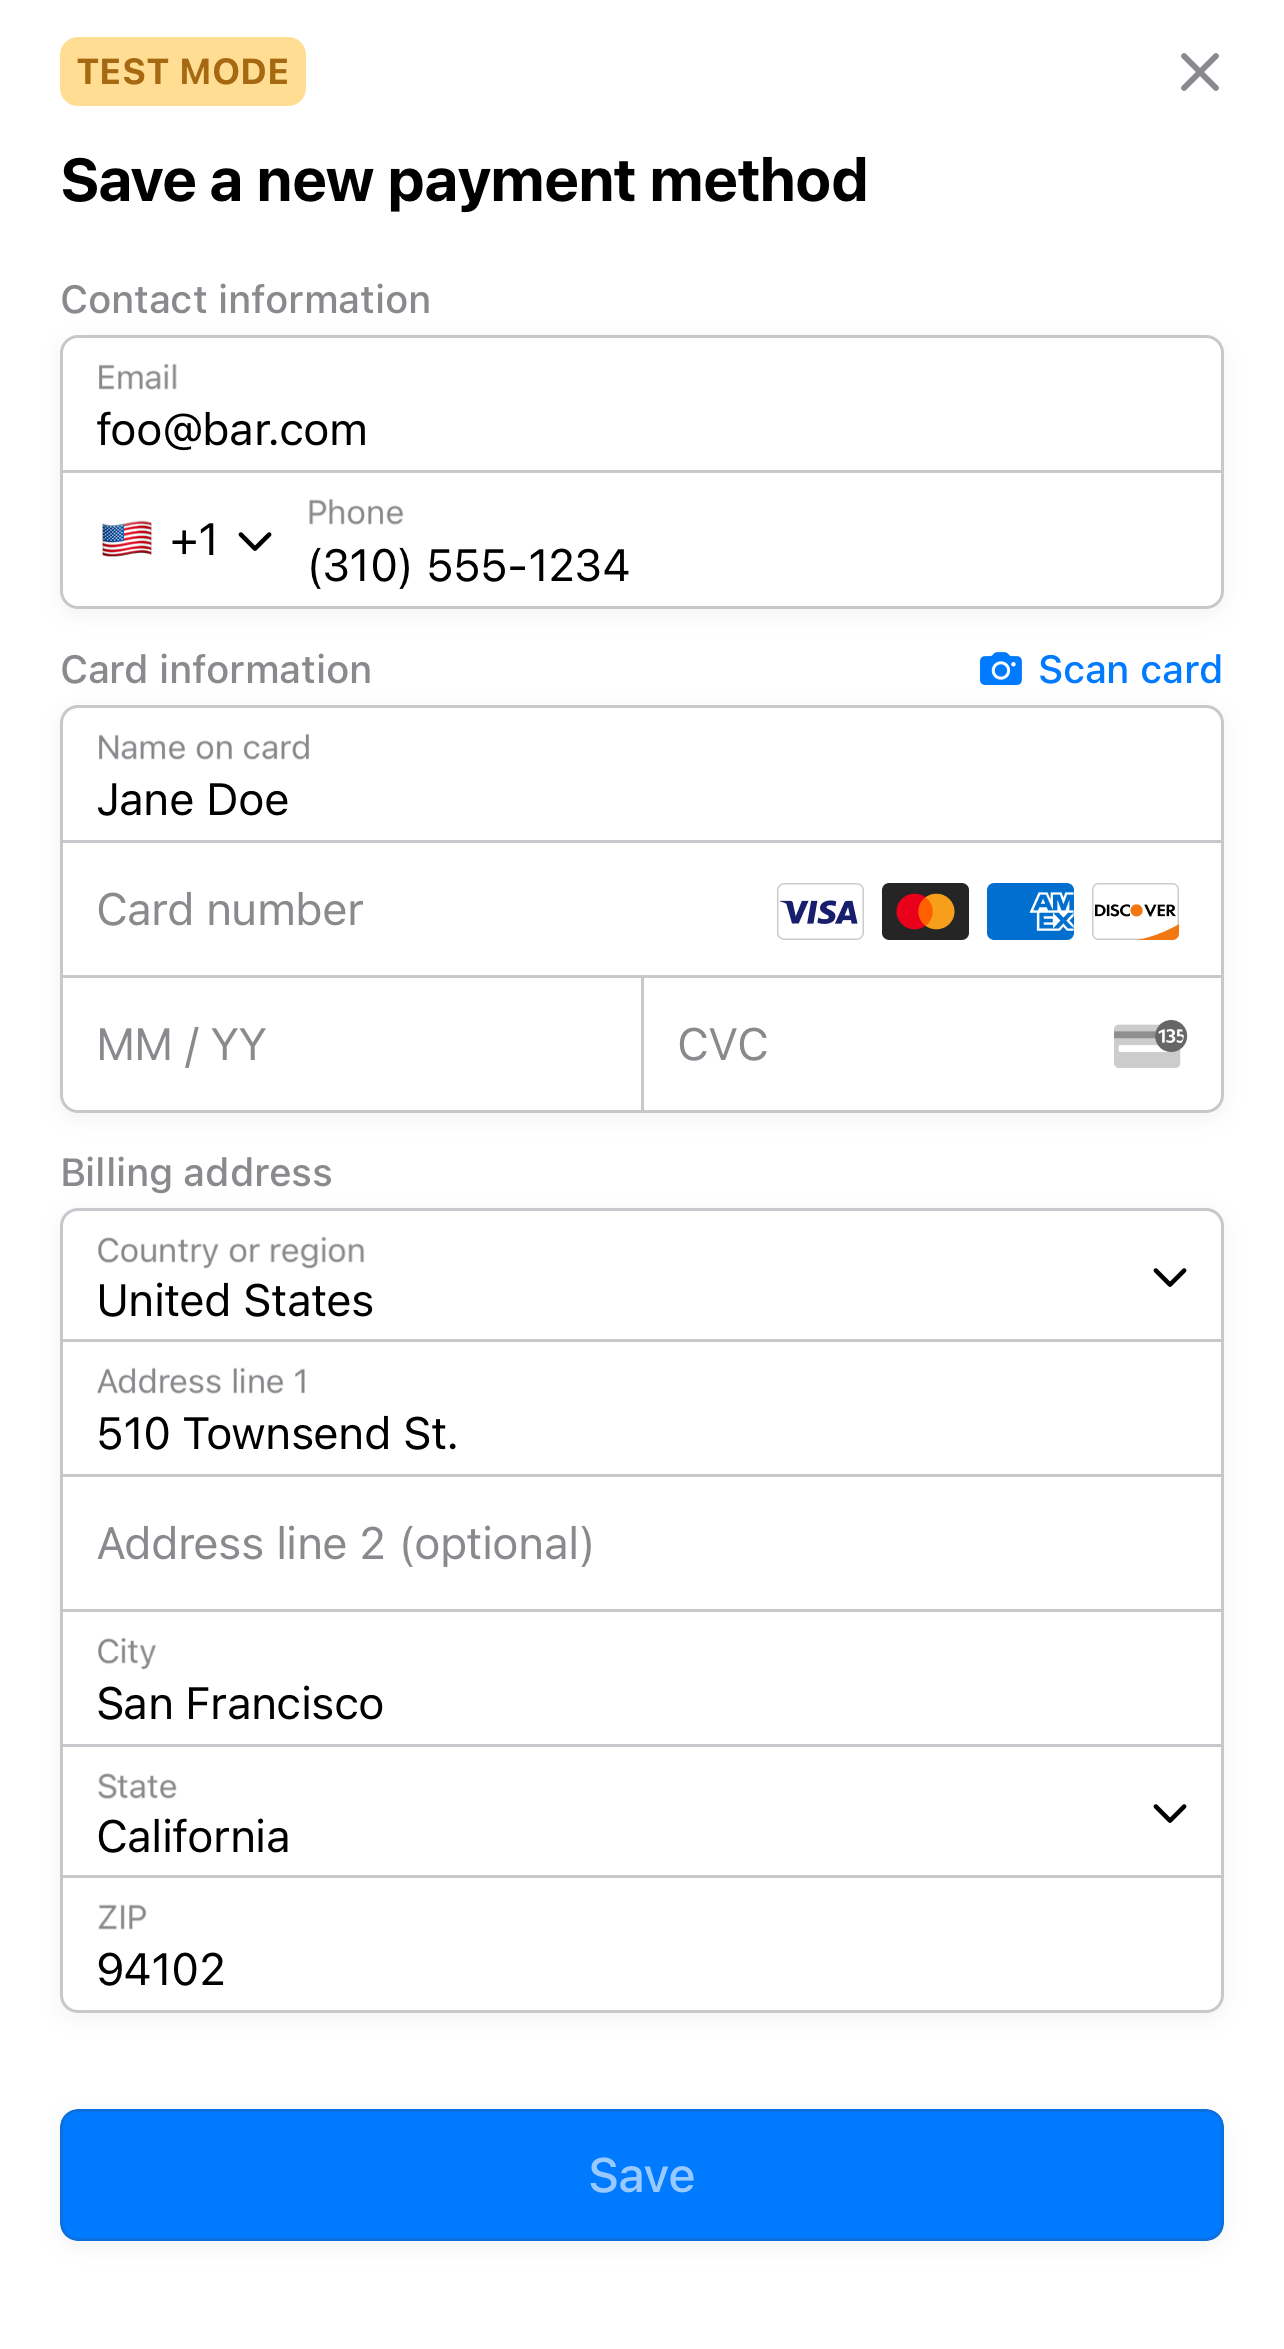 TEST MODE
Save a new payment method
Contact information
Email
foo@bar.com
+1
Phone
(310) 555-1234
Card information
Scan card
Name on card
Jane Doe
Card number
VISA
AM
EX
DISCOVER
MM / YY
CVC
135
Billing address
Country or region
United States
Address line 1
510 Townsend St.
Address line 2 (optional)
City
San Francisco
State
California
ZIP
94102
Save